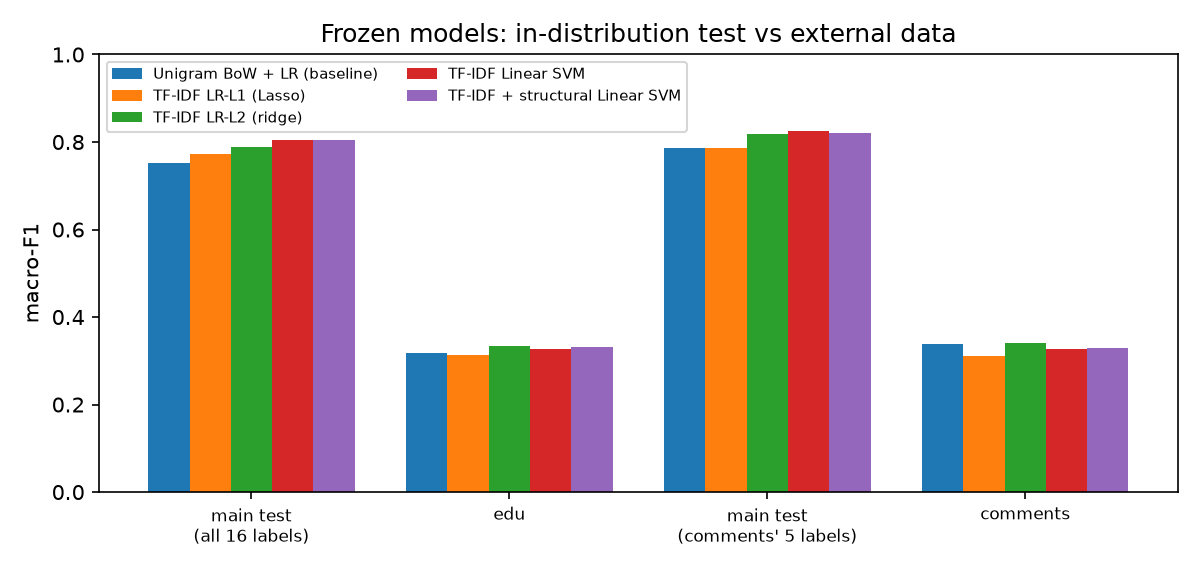 Frozen models: in-distribution test vs external data
Unigram BoW + LR (baseline)
TF-IDF LR-L1 (Lasso)
TF-IDF LR-L2 (ridge)
TF-IDF Linear SVM
TF-IDF + structural Linear SVM
macro-F1
1.0
0.8
0.6
0.4
0.2
0.0
main test
(all 16 labels)
edu
main test
(comments' 5 labels)
comments